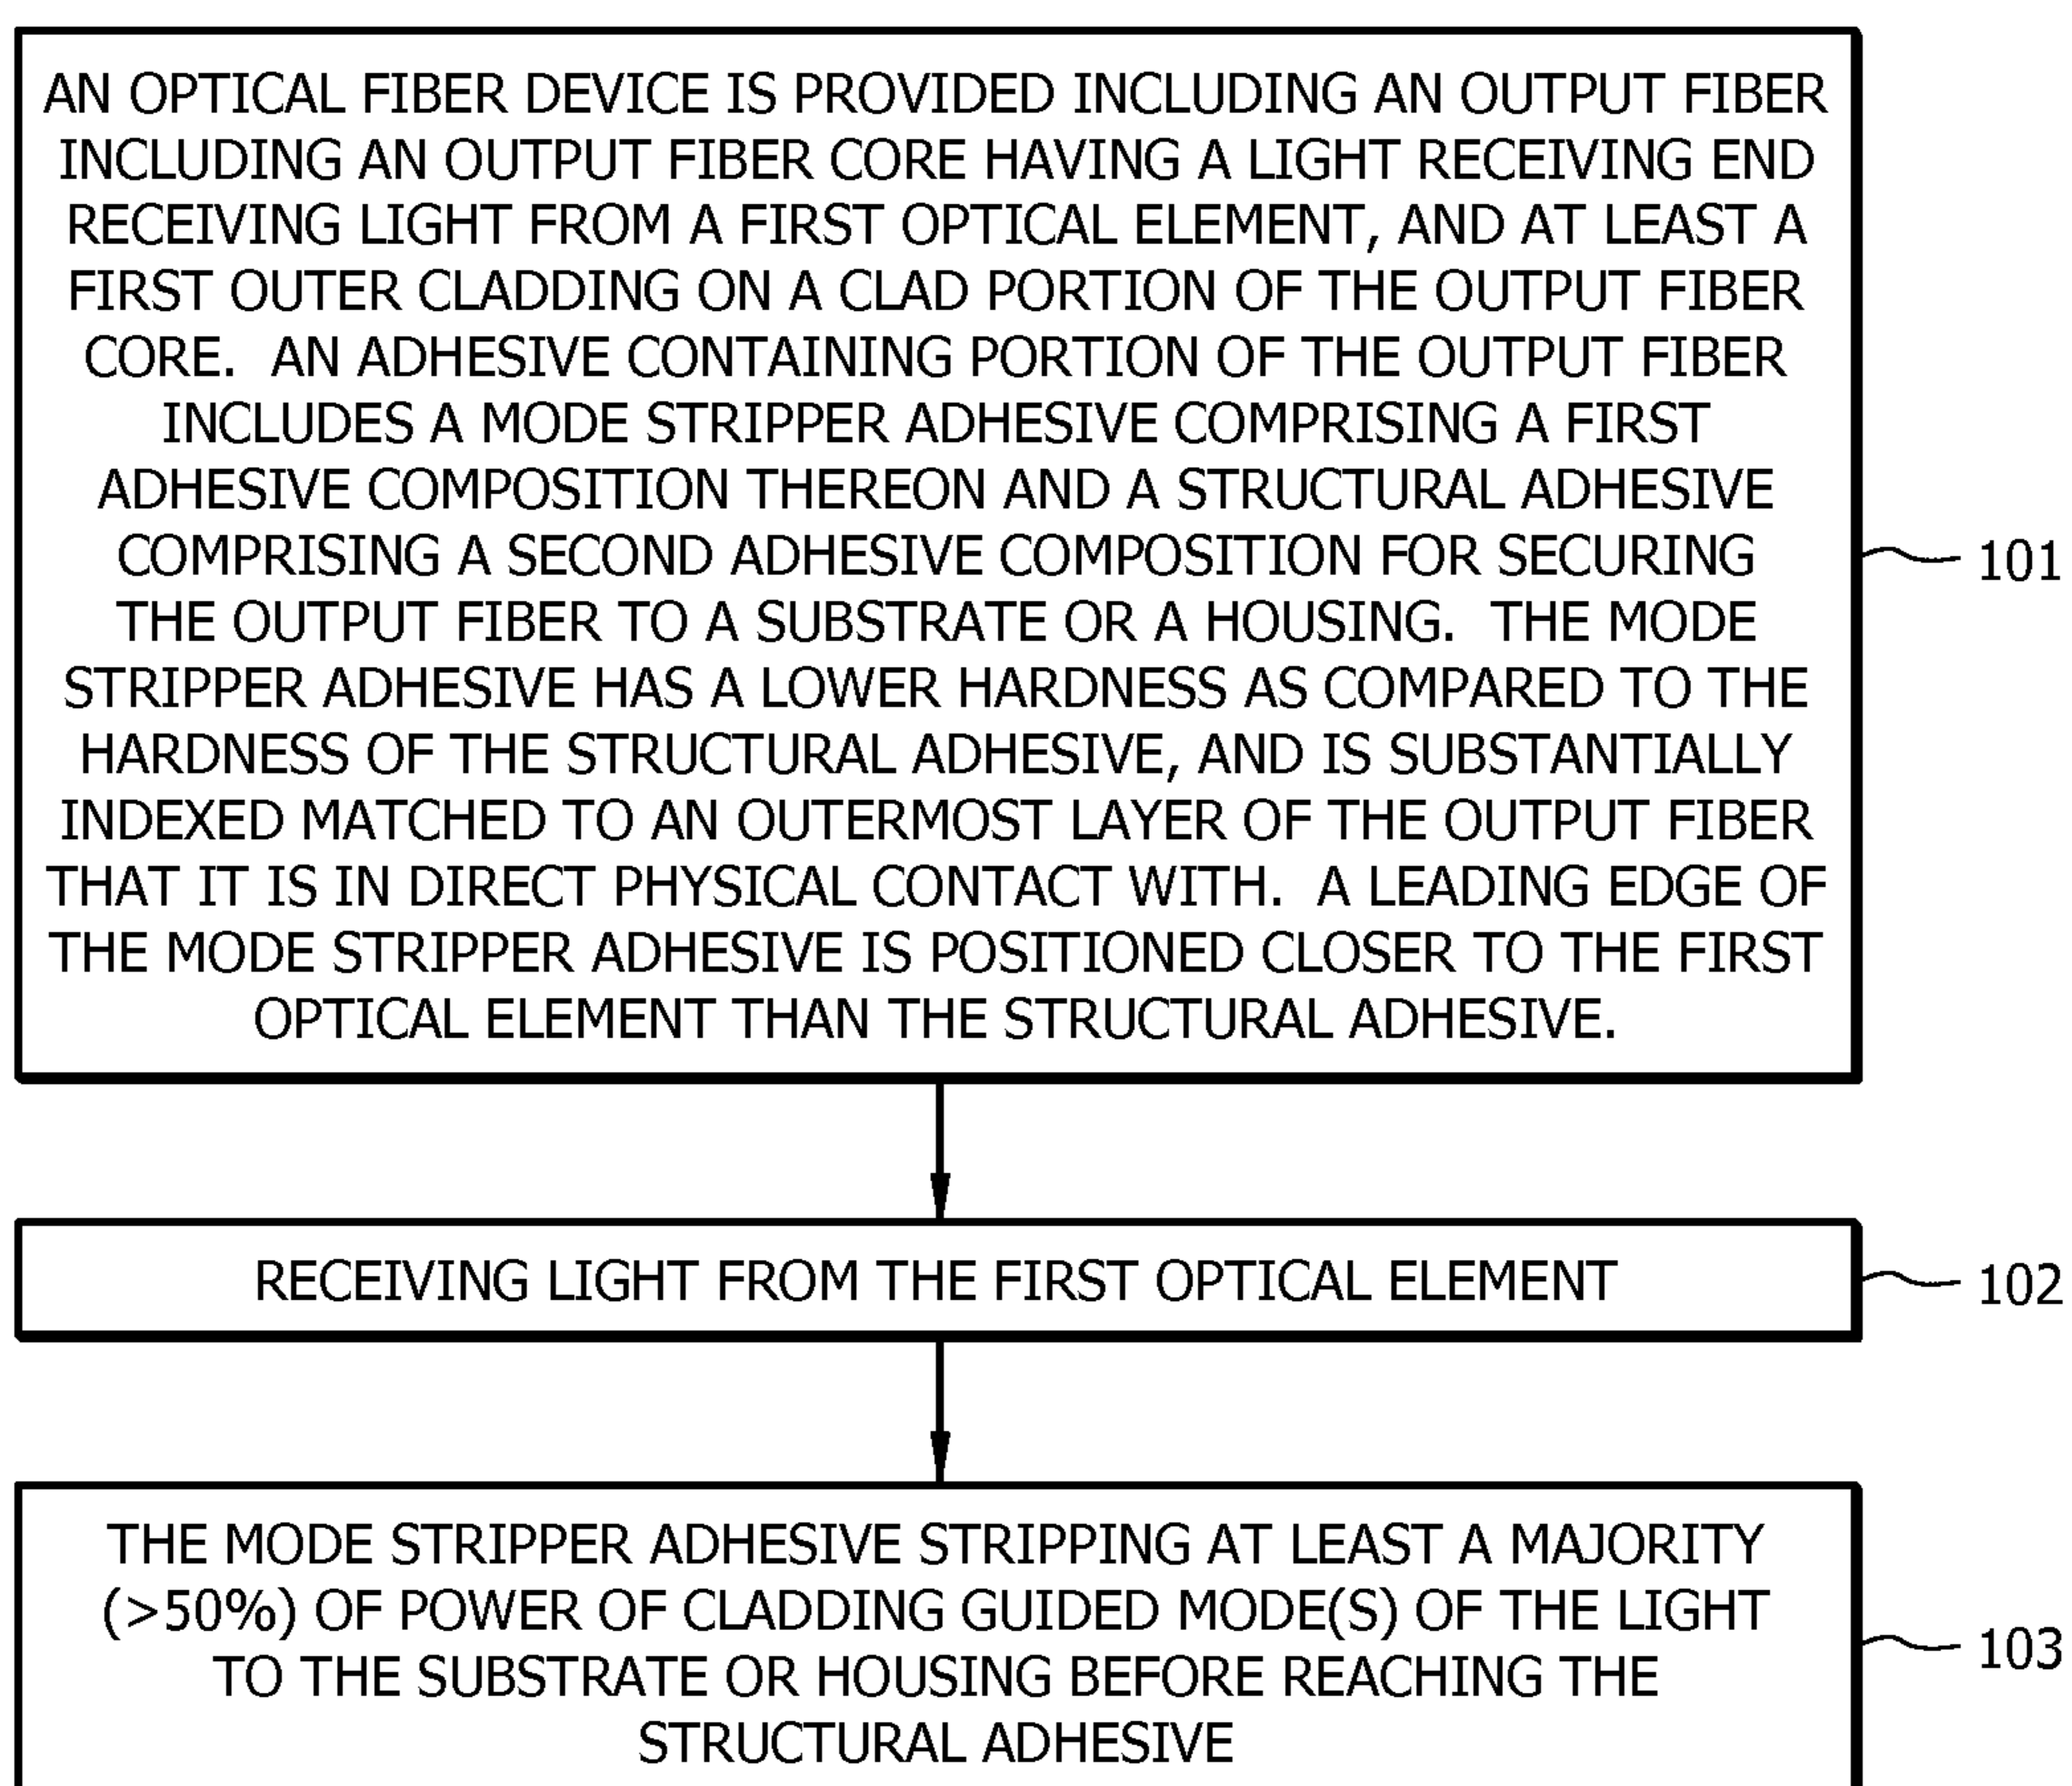 AN OPTICAL FIBER DEVICE IS PROVIDED INCLUDING AN OUTPUT FIBER
INCLUDING AN OUTPUT FIBER CORE HAVING A LIGHT RECEIVING END
RECEIVING LIGHT FROM A FIRST OPTICAL ELEMENT, AND AT LEAST A
FIRST OUTER CLADDING ON A CLAD PORTION OF THE OUTPUT FIBER
CORE. AN ADHESIVE CONTAINING PORTION OF THE OUTPUT FIBER
INCLUDES A MODE STRIPPER ADHESIVE COMPRISING A FIRST
ADHESIVE COMPOSITION THEREON AND A STRUCTURAL ADHESIVE
COMPRISING A SECOND ADHESIVE COMPOSITION FOR SECURING
THE OUTPUT FIBER TO A SUBSTRATE OR A HOUSING. THE MODE
STRIPPER ADHESIVE HAS A LOWER HARDNESS AS COMPARED TO THE
HARDNESS OF THE STRUCTURAL ADHESIVE, AND IS SUBSTANTIALLY
INDEXED MATCHED TO AN OUTERMOST LAYER OF THE OUTPUT FIBER
THAT IT IS IN DIRECT PHYSICAL CONTACT WITH. A LEADING EDGE OF
THE MODE STRIPPER ADHESIVE IS POSITIONED CLOSER TO THE FIRST
OPTICAL ELEMENT THAN THE STRUCTURAL ADHESIVE.
101
RECEIVING LIGHT FROM THE FIRST OPTICAL ELEMENT
102
THE MODE STRIPPER ADHESIVE STRIPPING AT LEAST A MAJORITY
(>50%) OF POWER OF CLADDING GUIDED MODE(S) OF THE LIGHT
TO THE SUBSTRATE OR HOUSING BEFORE REACHING THE
STRUCTURAL ADHESIVE
103